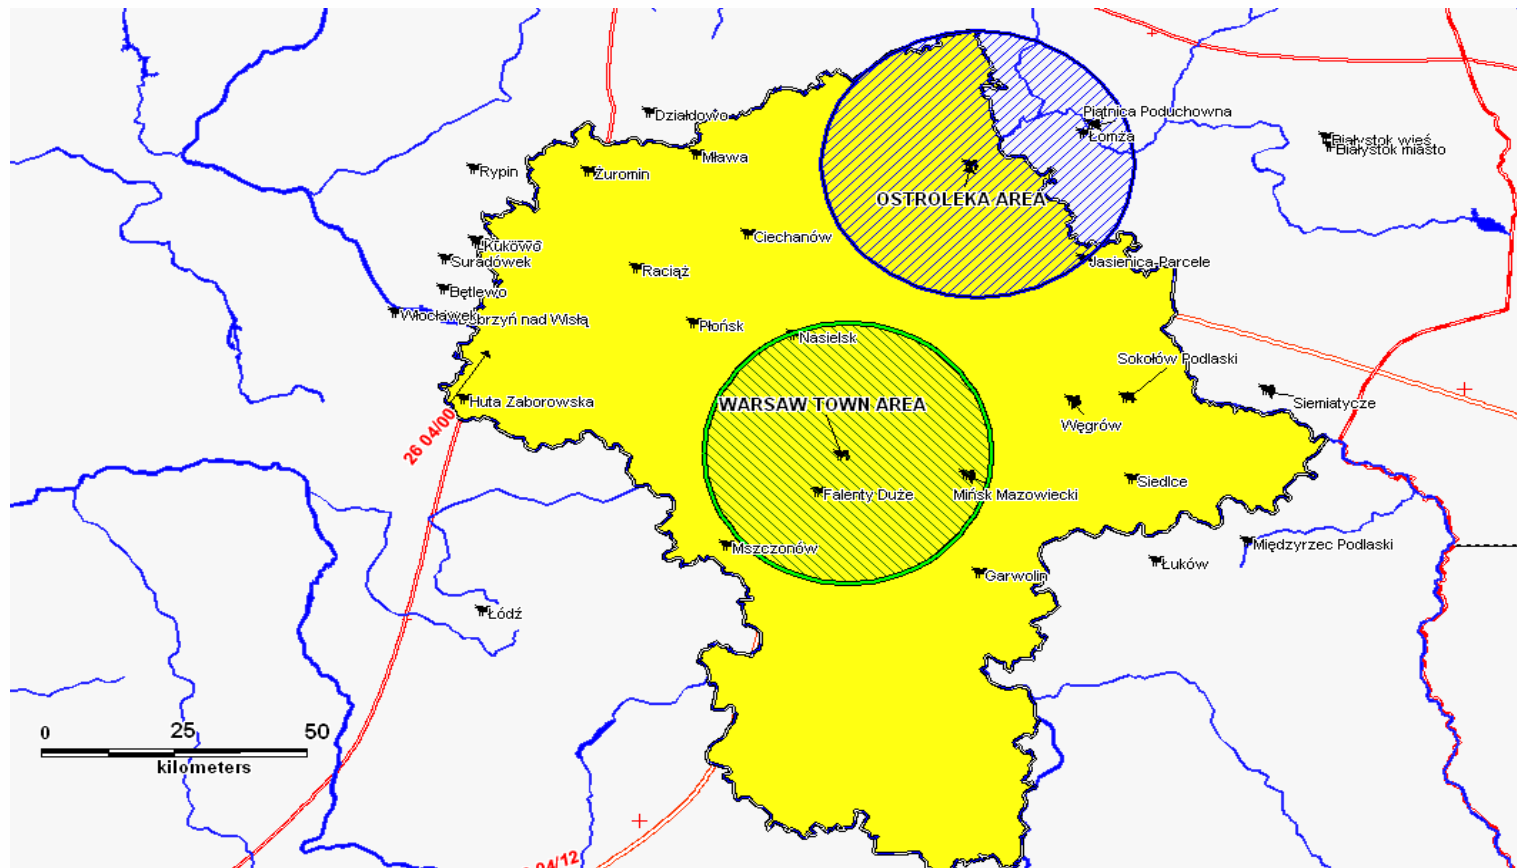 Działdowo
Piątnica Poduchowna
Łomża
Białystok wieś
Białystok miasto
Mława
Rypin
Żuromin
OSTROLEKA AREA
Ciechanów
Kukowo
Suradówek
Raciąż
Jasienica-Parcele
Bętlewo
Włocławek
Dobrzyń nad Wisłą
Płońsk
Nasielsk
Sokołów Podlaski
Huta Zaborowska
WARSAW TOWN AREA
Siemiatycze
Węgrów
26 04/00
Siedlce
Falenty Duże
Mińsk Mazowiecki
Mszczonów
Międzyrzec Podlaski
Łuków
Garwolin
Łódź
0 25 50
kilometers
04/12